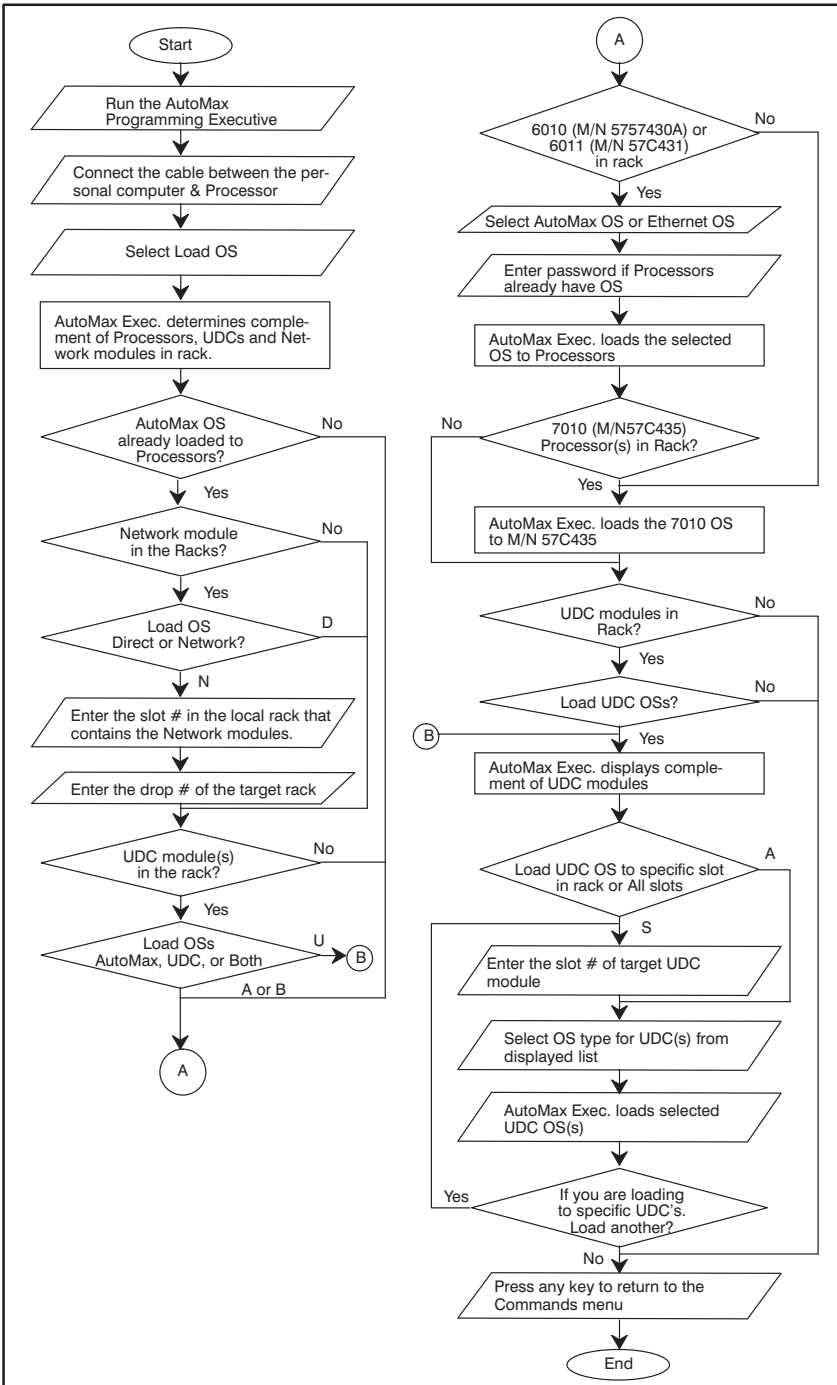 Start
Run the AutoMax
Programming Executive
Connect the cable between the per-
sonal computer & Processor
Select Load OS
AutoMax Exec. determines comple-
ment of Processors, UDCs and Net-
work modules in rack.
AutoMax OS
already loaded to
Processors?
No
Yes
Network module
in the Racks?
No
Yes
Load OS
Direct or Network?
D
N
Enter the slot # in the local rack that
contains the Network modules.
Enter the drop # of the target rack
UDC module(s)
in the rack?
No
Yes
Load OSs
AutoMax, UDC, or Both
U
B
A or B
A
A
6010 (M/N 5757430A) or
6011 (M/N 57C431)
in rack
No
Yes
Select AutoMax OS or Ethernet OS
Enter password if Processors
already have OS
AutoMax Exec. loads the selected
OS to Processors
7010 (M/N57C435)
Processor(s) in Rack?
No
Yes
AutoMax Exec. loads the 7010 OS
to M/N 57C435
UDC modules in
Rack?
No
Yes
Load UDC OSs?
No
B
Yes
AutoMax Exec. displays comple-
ment of UDC modules
Load UDC OS to specific slot
in rack or All slots
A
S
Enter the slot # of target UDC
module
Select OS type for UDC(s) from
displayed list
AutoMax Exec. loads selected
UDC OS(s)
If you are loading
to specific UDC's.
Load another?
Yes
No
Press any key to return to the
Commands menu
End